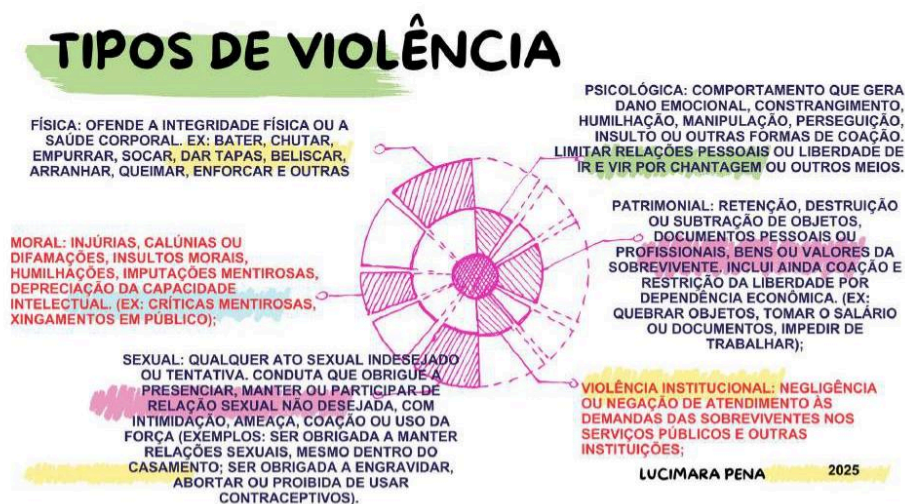 TIPOS DE VIOLÊNCIA
FÍSICA: OFENDE A INTEGRIDADE FÍSICA OU A
SAÚDE CORPORAL. EX: BATER, CHUTAR,
EMPURRAR, SOCAR, DAR TAPAS, BELISCAR,
ARRANHAR, QUEIMAR, ENFORCAR E OUTRAS
MORAL: INJÚRIAS, CALÚNIAS OU
DIFAMAÇÕES, INSULTOS MORAIS,
HUMILHAÇÕES, IMPUTAÇÕES MENTIROSAS,
DEPRECIAÇÃO DA CAPACIDADE
INTELECTUAL. (EX: CRÍTICAS MENTIROSAS,
XINGAMENTOS EM PÚBLICO);
SEXUAL: QUALQUER ATO SEXUAL INDESEJADO
OU TENTATIVA. CONDUTA QUE OBRIGUE A
PRESENCIAR, MANTER OU PARTICIPAR DE
RELAÇÃO SEXUAL NÃO DESEJADA, COM
INTIMIDAÇÃO, AMEAÇA, COAÇÃO OU USO DA
FORÇA (EXEMPLOS: SER OBRIGADA A MANTER
RELAÇÕES SEXUAIS, MESMO DENTRO DO
CASAMENTO; SER OBRIGADA A ENGRAVIDAR,
ABORTAR OU PROIBIDA DE USAR
CONTRACEPTIVOS).
PSICOLÓGICA: COMPORTAMENTO QUE GERA
DANO EMOCIONAL, CONSTRANGIMENTO,
HUMILHAÇÃO, MANIPULAÇÃO, PERSEGUIÇÃO,
INSULTO OU OUTRAS FORMAS DE COAÇÃO.
LIMITAR RELAÇÕES PESSOAIS OU LIBERDADE DE
IR E VIR POR CHANTAGEM OU OUTROS MEIOS.
PATRIMONIAL: RETENÇÃO, DESTRUIÇÃO
OU SUBTRAÇÃO DE OBJETOS,
DOCUMENTOS PESSOAIS OU
PROFISSIONAIS, BENS OU VALORES DA
SOBREVIVENTE, INCLUI AINDA COAÇÃO E
RESTRIÇÃO DA LIBERDADE POR
DEPENDÊNCIA ECONÔMICA. (EX:
QUEBRAR OBJETOS, TOMAR O SALÁRIO
OU DOCUMENTOS, IMPEDIR DE
TRABALHAR);
VIOLÊNCIA INSTITUCIONAL: NEGLIGÊNCIA
OU NEGAÇÃO DE ATENDIMENTO ÀS
DEMANDAS DAS SOBREVIVENTES NOS
SERVIÇOS PÚBLICOS E OUTRAS
INSTITUIÇÕES;
LUCIMARA PENA 2025